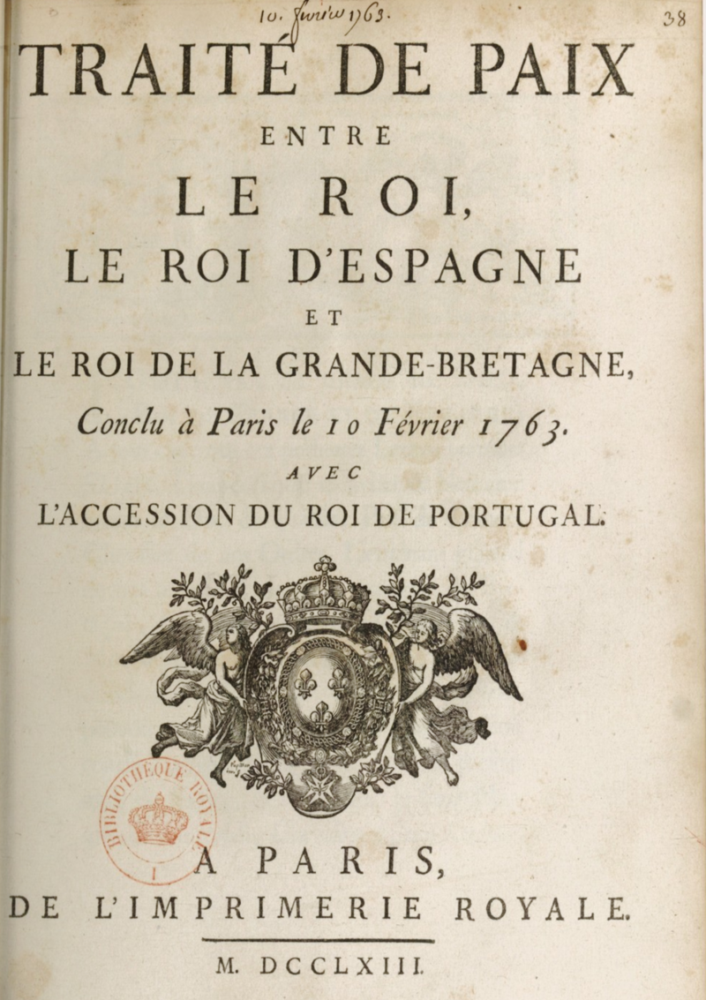 10. février 1763.
38
TRAITÉ DE PAIX
ENTRE
LE ROI,
LE ROI D'ESPAGNE
ET
LE ROI DE LA GRANDE-BRETAGNE,
Conclu à Paris le 10 Février 1763.
AVEC
L'ACCESSION DU ROI DE PORTUGAL.
BIBLIOTHÈQUE ROYALE
I
A PARIS,
DE L'IMPRIMERIE ROYALE.
M. DCCLXIII.